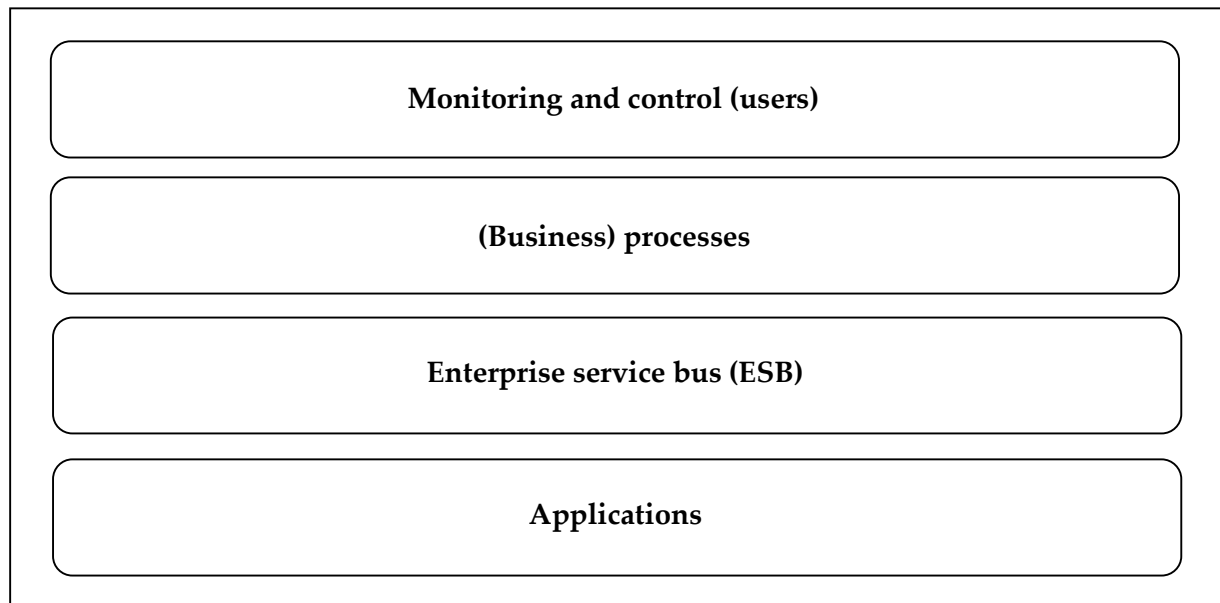 Monitoring and control (users)
(Business) processes
Enterprise service bus (ESB)
Applications